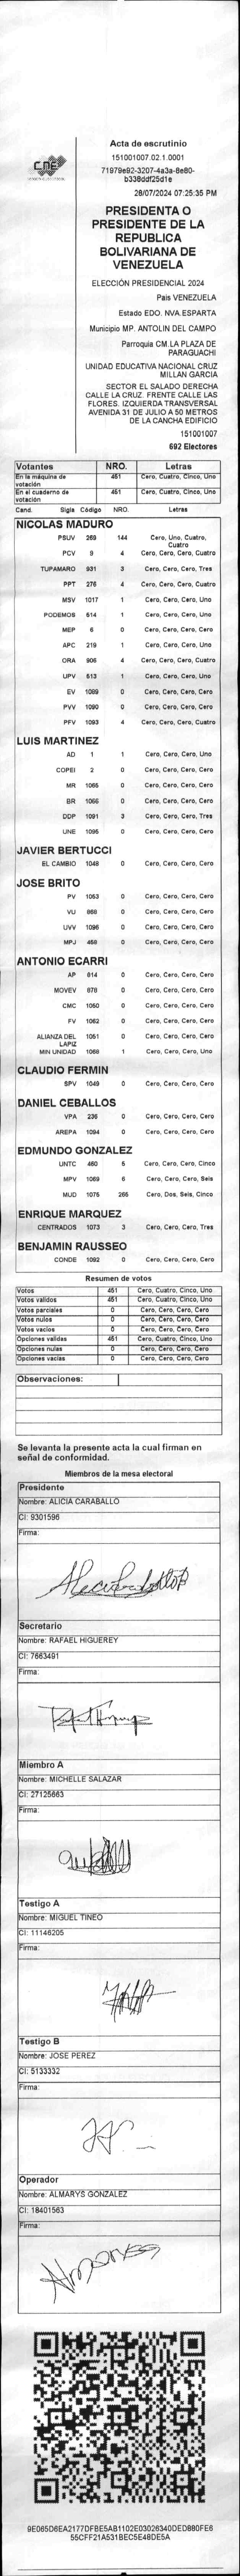 Acta de escrutinio
151001007.02.1.0001
71979e92-3207-4a3a-8e80-
b338ddf25d1e
28/07/2024 07:25:35 PM
CNE
PRESIDENTA O
PRESIDENTE DE LA
REPUBLICA
BOLIVARIANA DE
VENEZUELA
ELECCIÓN PRESIDENCIAL 2024
Pais VENEZUELA
Estado EDO. NVA.ESPARTA
Municipio MP. ANTOLIN DEL CAMPO
Parroquia CM.LA PLAZA DE
PARAGUACHI
UNIDAD EDUCATIVA NACIONAL CRUZ
MILLAN GARCIA
SECTOR EL SALADO DERECHA
CALLE LA CRUZ. FRENTE CALLE LAS
FLORES. IZQUIERDA TRANSVERSAL
AVENIDA 31 DE JULIO A 50 METROS
DE LA CANCHA EDIFICIO
151001007
692 Electores
Votantes NRO. Letras
En la máquina de votación 451 Cero, Cuatro, Cinco, Uno
En el cuaderno de votación 451 Cero, Cuatro, Cinco, Uno
Cand. Sigla Código NRO. Letras
NICOLAS MADURO
PSUV 269 144 Cero, Uno, Cuatro, Cuatro
PCV 9 4 Cero, Cero, Cero, Cuatro
TUPAMARO 931 3 Cero, Cero, Cero, Tres
PPT 276 4 Cero, Cero, Cero, Cuatro
MSV 1017 1 Cero, Cero, Cero, Uno
PODEMOS 514 1 Cero, Cero, Cero, Uno
MEP 6 0 Cero, Cero, Cero, Cero
APC 219 1 Cero, Cero, Cero, Uno
ORA 906 4 Cero, Cero, Cero, Cuatro
UPV 513 1 Cero, Cero, Cero, Uno
EV 1089 0 Cero, Cero, Cero, Cero
PVV 1090 0 Cero, Cero, Cero, Cero
PFV 1093 4 Cero, Cero, Cero, Cuatro
LUIS MARTINEZ
AD 1 1 Cero, Cero, Cero, Uno
COPEI 2 0 Cero, Cero, Cero, Cero
MR 1065 0 Cero, Cero, Cero, Cero
BR 1066 0 Cero, Cero, Cero, Cero
DDP 1091 3 Cero, Cero, Cero, Tres
UNE 1095 0 Cero, Cero, Cero, Cero
JAVIER BERTUCCI
EL CAMBIO 1048 0 Cero, Cero, Cero, Cero
JOSE BRITO
PV 1053 0 Cero, Cero, Cero, Cero
VU 868 0 Cero, Cero, Cero, Cero
UVV 1096 0 Cero, Cero, Cero, Cero
MPJ 458 0 Cero, Cero, Cero, Cero
ANTONIO ECARRI
AP 814 0 Cero, Cero, Cero, Cero
MOVEV 878 0 Cero, Cero, Cero, Cero
CMC 1050 0 Cero, Cero, Cero, Cero
FV 1062 0 Cero, Cero, Cero, Cero
ALIANZA DEL LAPIZ 1051 0 Cero, Cero, Cero, Cero
MIN UNIDAD 1068 1 Cero, Cero, Cero, Uno
CLAUDIO FERMIN
SPV 1049 0 Cero, Cero, Cero, Cero
DANIEL CEBALLOS
VPA 236 0 Cero, Cero, Cero, Cero
AREPA 1094 0 Cero, Cero, Cero, Cero
EDMUNDO GONZALEZ
UNTC 460 5 Cero, Cero, Cero, Cinco
MPV 1069 6 Cero, Cero, Cero, Seis
MUD 1075 265 Cero, Dos, Seis, Cinco
ENRIQUE MARQUEZ
CENTRADOS 1073 3 Cero, Cero, Cero, Tres
BENJAMIN RAUSSEO
CONDE 1092 0 Cero, Cero, Cero, Cero
Resumen de votos
Votos 451 Cero, Cuatro, Cinco, Uno
Votos validos 451 Cero, Cuatro, Cinco, Uno
Votos parciales 0 Cero, Cero, Cero, Cero
Votos nulos 0 Cero, Cero, Cero, Cero
Votos vacios 0 Cero, Cero, Cero, Cero
Opciones validas 451 Cero, Cuatro, Cinco, Uno
Opciones nulas 0 Cero, Cero, Cero, Cero
Opciones vacias 0 Cero, Cero, Cero, Cero
Observaciones:
Se levanta la presente acta la cual firman en
señal de conformidad.
Miembros de la mesa electoral
Presidente
Nombre: ALICIA CARABALLO
CI: 9301596
Firma:
Secretario
Nombre: RAFAEL HIGUEREY
CI: 7663491
Firma:
Miembro A
Nombre: MICHELLE SALAZAR
CI: 27125663
Firma:
Testigo A
Nombre: MIGUEL TINEO
CI: 11146205
Firma:
Testigo B
Nombre: JOSE PEREZ
CI: 5133332
Firma:
Operador
Nombre: ALMARYS GONZALEZ
CI: 18401563
Firma:
9E065D6EA2177DFBE5AB1102E03026340DED880FE6
55CFF21A531BEC5E48DE5A